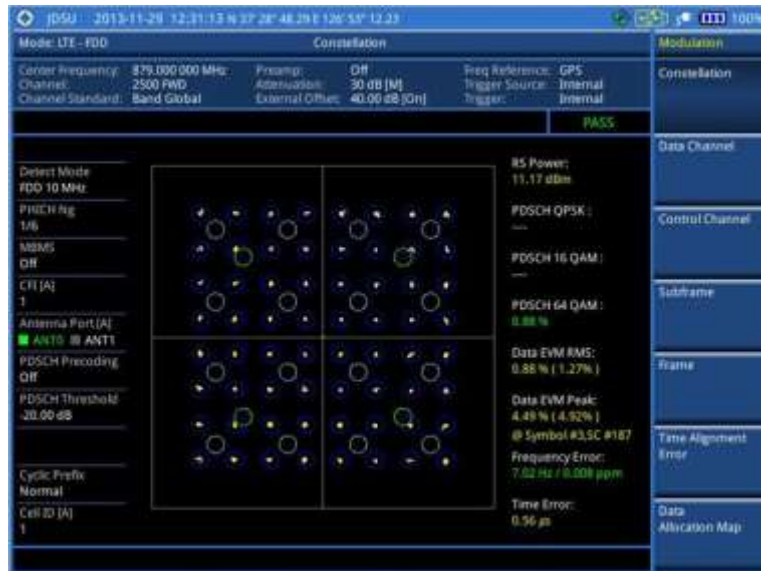 JDSU 2013-11-29 12:31:13 N 37° 28' 48.29 E 126° 53' 12.23
100%
Mode: LTE - FDD
Constellation
Modulation
Center Frequency: 879.000 000 MHz
Channel: 2500 FWD
Channel Standard: Band Global
Preamp: Off
Attenuation: 30 dB [M]
External Offset: 40.00 dB [On]
Freq Reference: GPS
Trigger Source: Internal
Trigger: Internal
PASS
Detect Mode
FDD 10 MHz
PHICH Ng
1/6
MBMS
Off
CFI [A]
1
Antenna Port [A]
ANT0 ANT1
PDSCH Precoding
Off
PDSCH Threshold
-20.00 dB
Cyclic Prefix
Normal
Cell ID [A]
1
RS Power:
11.17 dBm
PDSCH QPSK :
---
PDSCH 16 QAM :
---
PDSCH 64 QAM :
0.88 %
Data EVM RMS:
0.88 % ( 1.27% )
Data EVM Peak:
4.49 % ( 4.92% )
@ Symbol #3,SC #187
Frequency Error:
7.02 Hz / 0.008 ppm
Time Error:
0.56 µs
Constellation
Data Channel
Control Channel
Subframe
Frame
Time Alignment
Error
Data
Allocation Map